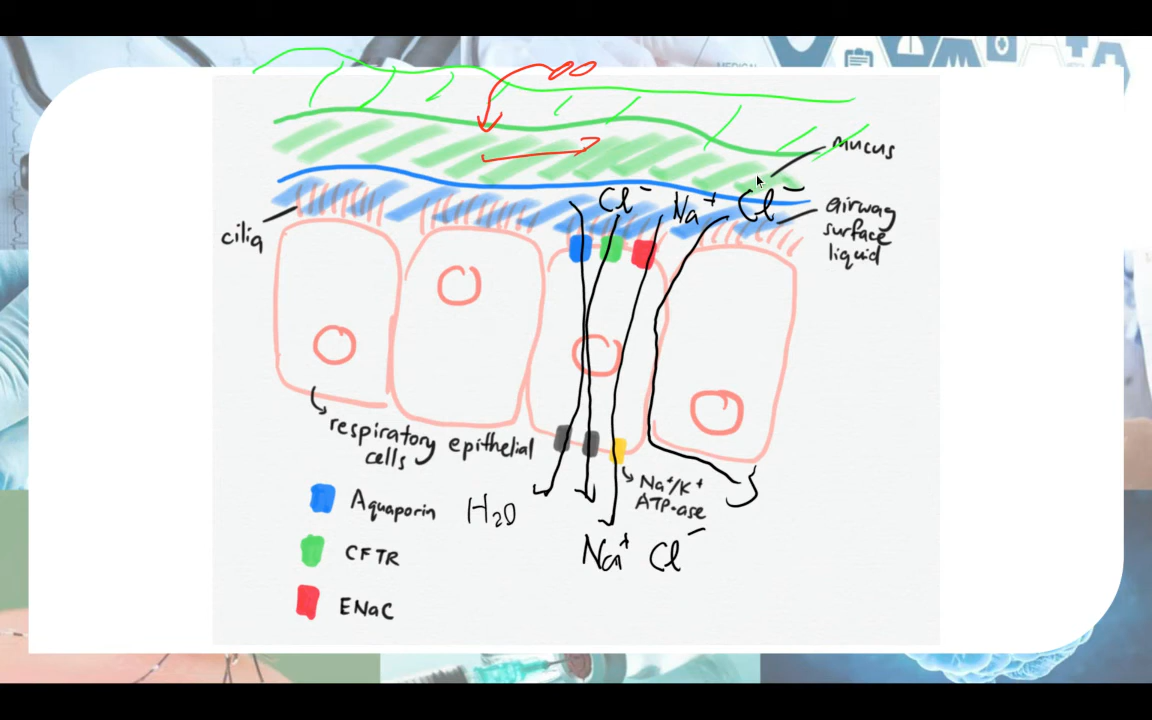 MEDICAL
mucus
Cl⁻ Na⁺ Cl⁻
airway
surface
liquid
cilia
respiratory epithelial
cells
Na⁺/K⁺
ATP-ase
Aquaporin
H₂O
Na⁺ Cl⁻
CFTR
ENaC